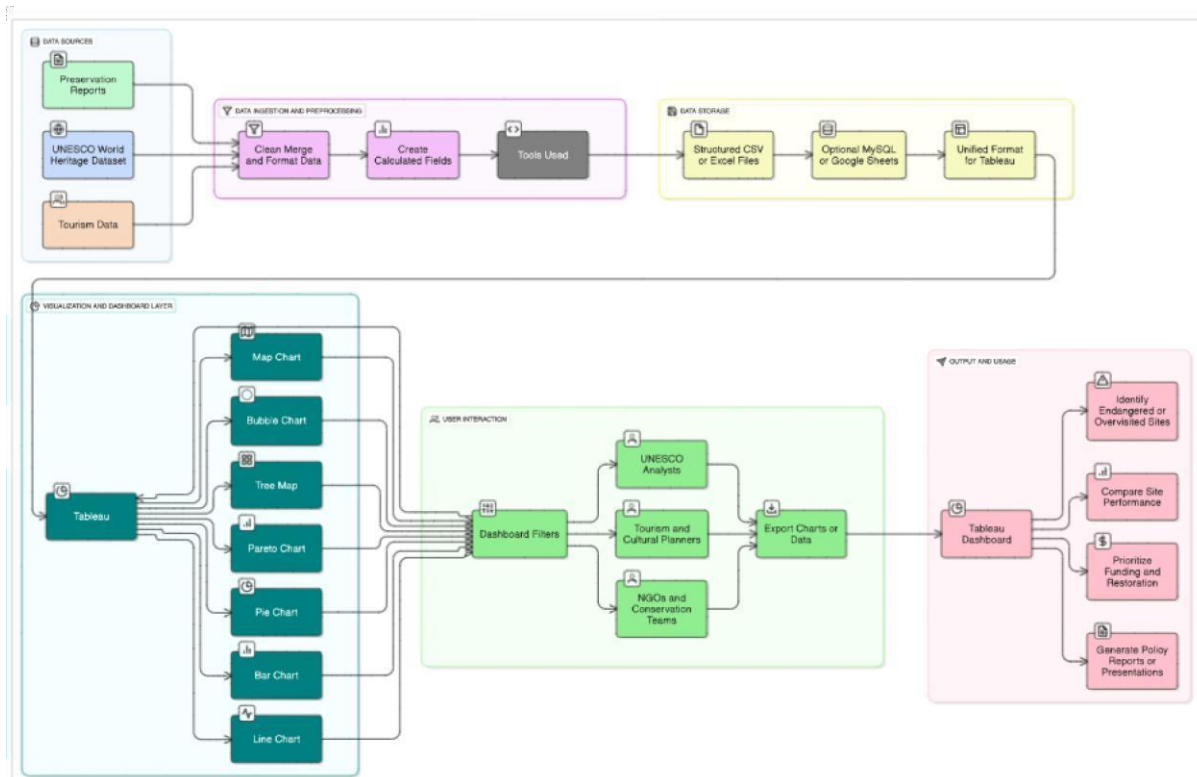 DATA SOURCES
Preservation
Reports
UNESCO World
Heritage Dataset
Tourism Data
DATA INGESTION AND PREPROCESSING
Clean Merge
and Format Data
Create
Calculated Fields
Tools Used
DATA STORAGE
Structured CSV
or Excel Files
Optional MySQL
or Google Sheets
Unified Format
for Tableau
VISUALIZATION AND DASHBOARD LAYER
Tableau
Map Chart
Bubble Chart
Tree Map
Pareto Chart
Pie Chart
Bar Chart
Line Chart
USER INTERACTION
Dashboard Filters
UNESCO
Analysts
Tourism and
Cultural Planners
NGOs and
Conservation
Teams
Export Charts or
Data
OUTPUT AND USAGE
Tableau
Dashboard
Identify
Endangered or
Overvisited Sites
Compare Site
Performance
Prioritize
Funding and
Restoration
Generate Policy
Reports or
Presentations